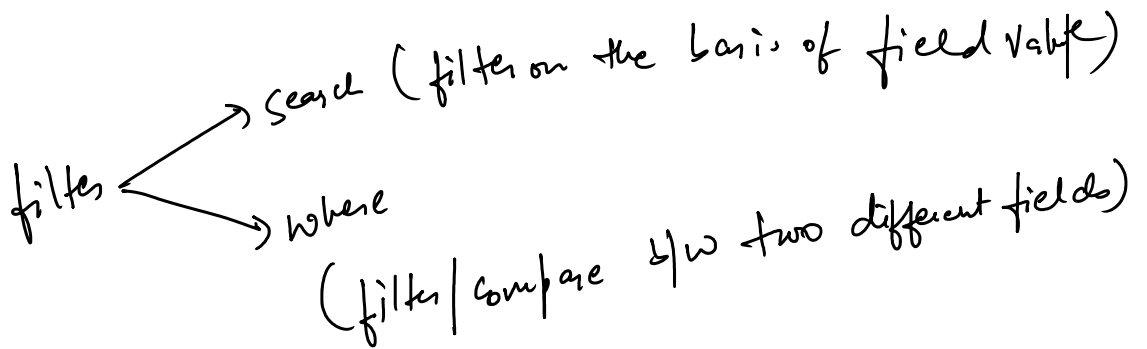 search (filter on the basis of field value)
filter
where
(filter/compare b/w two different fields)